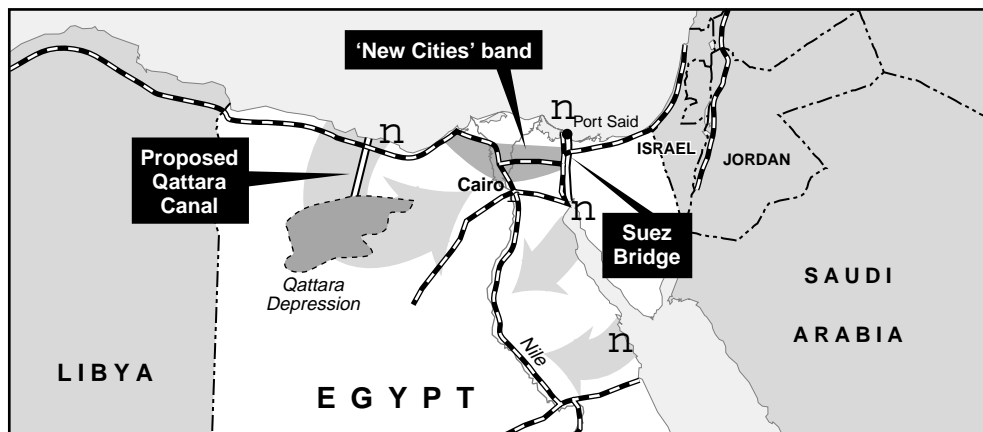 ‘New Cities’ band
n
n
Port Said
ISRAEL
JORDAN
Proposed
Qattara
Canal
Cairo
n
Suez
Bridge
Qattara
Depression
SAUDI
ARABIA
n
Nile
LIBYA
EGYPT